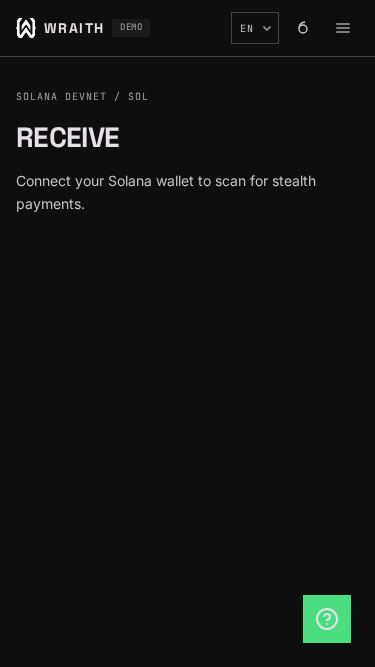 WRAITH DEMO EN
SOLANA DEVNET / SOL
RECEIVE
Connect your Solana wallet to scan for stealth
payments.